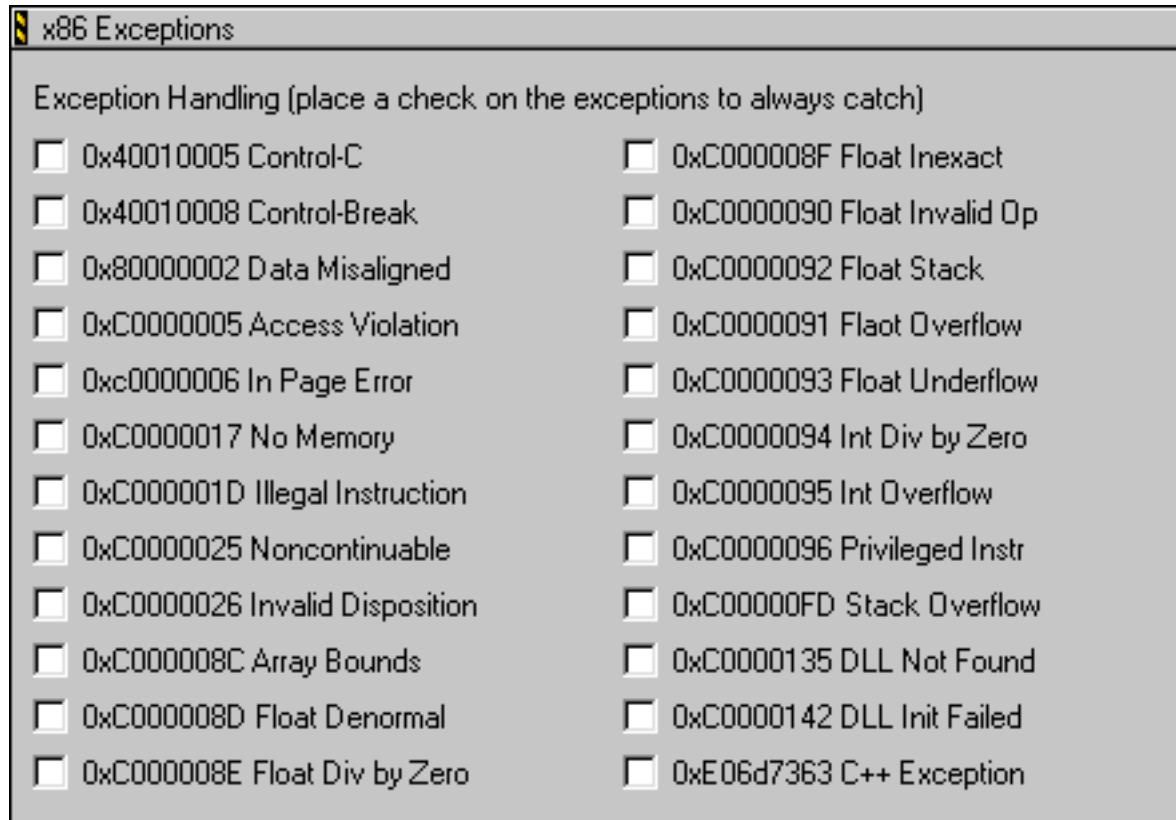 x86 Exceptions
Exception Handling (place a check on the exceptions to always catch)
0x40010005 Control-C
0x40010008 Control-Break
0x80000002 Data Misaligned
0xC0000005 Access Violation
0xc0000006 In Page Error
0xC0000017 No Memory
0xC000001D Illegal Instruction
0xC0000025 Noncontinuable
0xC0000026 Invalid Disposition
0xC000008C Array Bounds
0xC000008D Float Denormal
0xC000008E Float Div by Zero
0xC000008F Float Inexact
0xC0000090 Float Invalid Op
0xC0000092 Float Stack
0xC0000091 Flaot Overflow
0xC0000093 Float Underflow
0xC0000094 Int Div by Zero
0xC0000095 Int Overflow
0xC0000096 Privileged Instr
0xC00000FD Stack Overflow
0xC0000135 DLL Not Found
0xC0000142 DLL Init Failed
0xE06d7363 C++ Exception